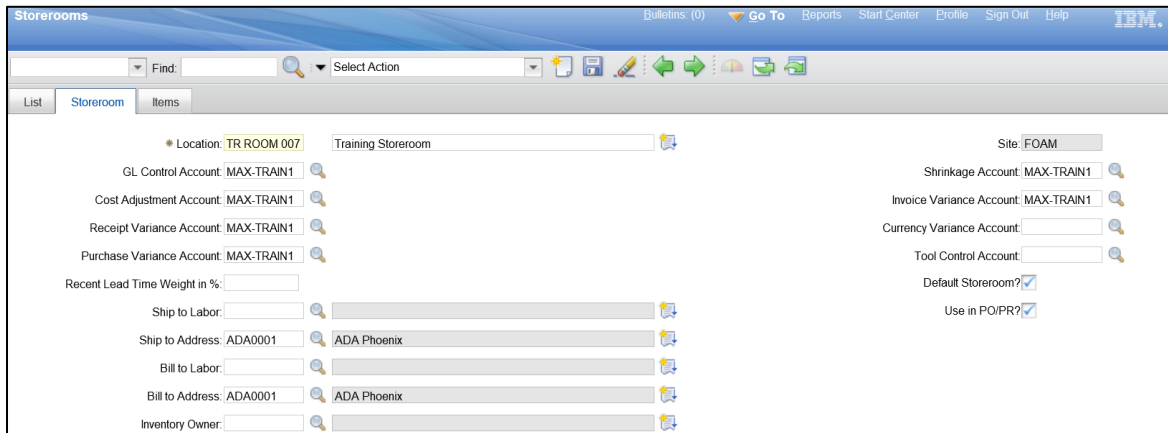 Storerooms Bulletins: (0) Go To Reports Start Center Profile Sign Out Help IBM.
Find: Select Action
List Storeroom Items
Location: TR ROOM 007 Training Storeroom Site: FOAM
GL Control Account: MAX-TRAIN1 Shrinkage Account: MAX-TRAIN1
Cost Adjustment Account: MAX-TRAIN1 Invoice Variance Account: MAX-TRAIN1
Receipt Variance Account: MAX-TRAIN1 Currency Variance Account:
Purchase Variance Account: MAX-TRAIN1 Tool Control Account:
Recent Lead Time Weight in %: Default Storeroom?
Ship to Labor: Use in PO/PR?
Ship to Address: ADA0001 ADA Phoenix
Bill to Labor:
Bill to Address: ADA0001 ADA Phoenix
Inventory Owner: